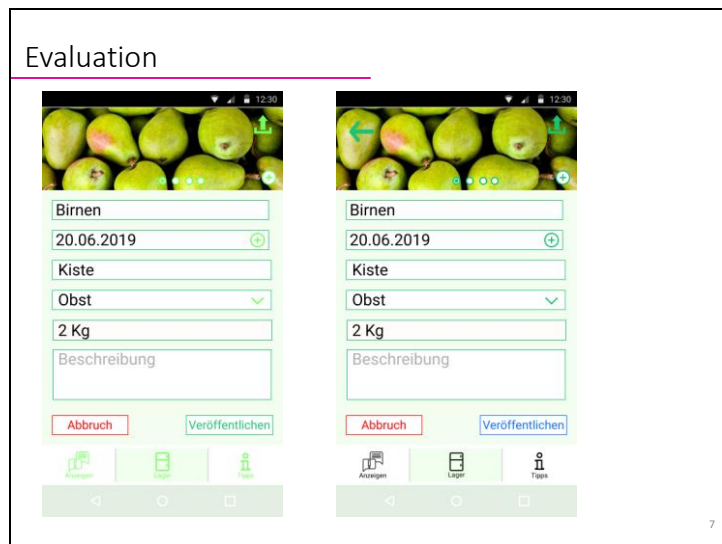 Evaluation
12:30
Birnen
20.06.2019
Kiste
Obst
2 Kg
Beschreibung
Abbruch Veröffentlichen
Anzeigen Lager Tipps
12:30
Birnen
20.06.2019
Kiste
Obst
2 Kg
Beschreibung
Abbruch Veröffentlichen
Anzeigen Lager Tipps
7